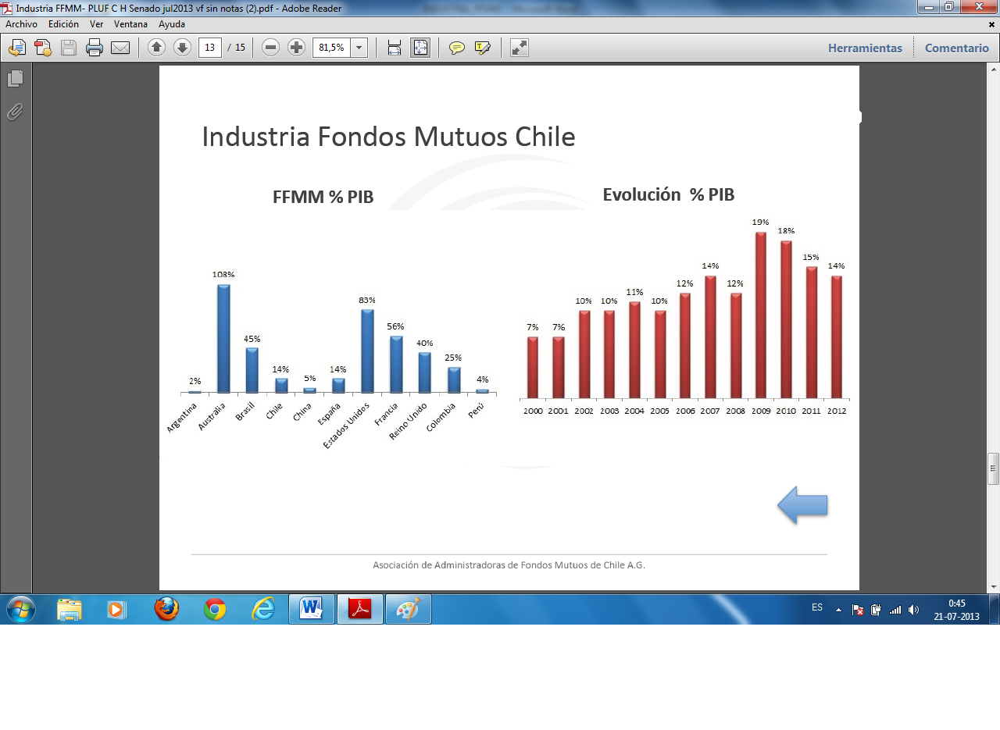 Industria FFMM- PLUF C H Senado jul2013 vf sin notas (2).pdf - Adobe Reader
Archivo Edición Ver Ventana Ayuda
13 / 15 81,5% Herramientas Comentario
Industria Fondos Mutuos Chile
FFMM % PIB
2% 108% 45% 14% 5% 14% 83% 56% 40% 25% 4%
Argentina Australia Brasil Chile China España Estados Unidos Francia Reino Unido Colombia Perú
Evolución % PIB
7% 7% 10% 10% 11% 10% 12% 14% 12% 19% 18% 15% 14%
2000 2001 2002 2003 2004 2005 2006 2007 2008 2009 2010 2011 2012
Asociación de Administradoras de Fondos Mutuos de Chile A.G.
ES
0:45
21-07-2013